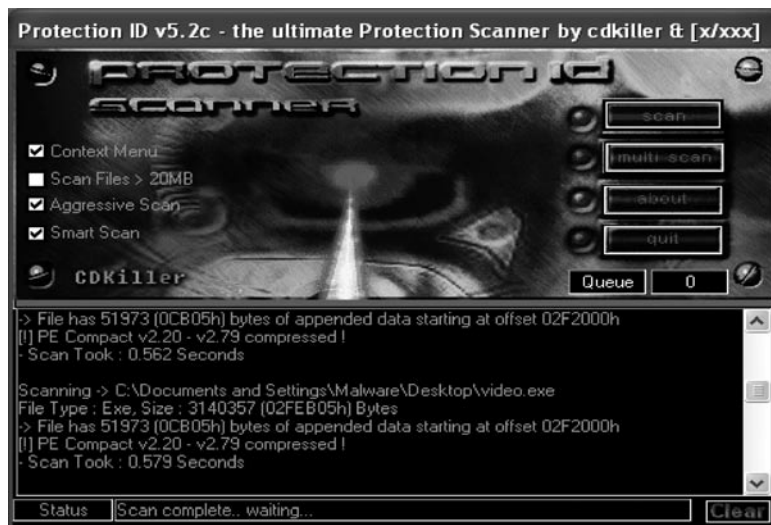 Protection ID v5.2c - the ultimate Protection Scanner by cdkiller & [x/xxx]
PROTECTION ID
SCANNER
Context Menu
Scan Files > 20MB
Aggressive Scan
Smart Scan
CDKiller
scan
multi scan
about
quit
Queue 0
-> File has 51973 (0CB05h) bytes of appended data starting at offset 02F2000h
[!] PE Compact v2.20 - v2.79 compressed !
- Scan Took : 0.562 Seconds
Scanning -> C:\Documents and Settings\Malware\Desktop\video.exe
File Type : Exe, Size : 3140357 (02FEB05h) Bytes
-> File has 51973 (0CB05h) bytes of appended data starting at offset 02F2000h
[!] PE Compact v2.20 - v2.79 compressed !
- Scan Took : 0.579 Seconds
Status Scan complete.. waiting... Clear